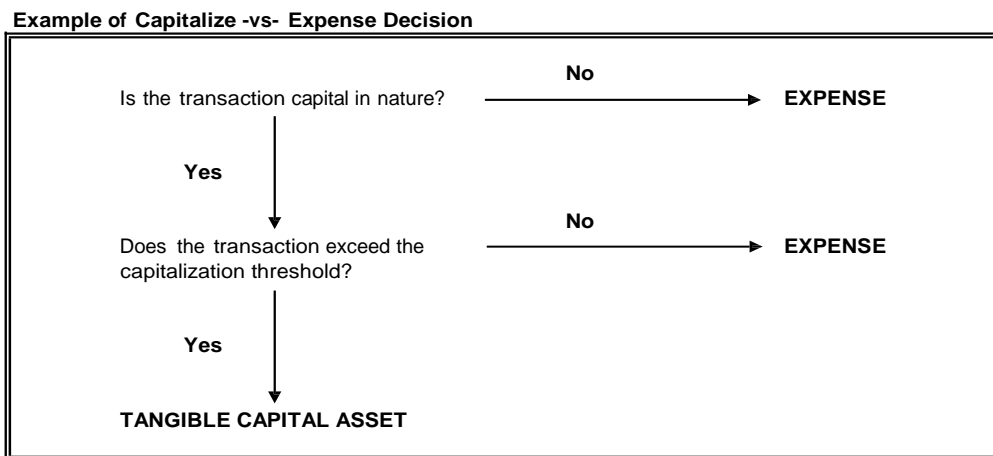 Example of Capitalize -vs- Expense Decision
No
Is the transaction capital in nature?
EXPENSE
Yes
No
Does the transaction exceed the
EXPENSE
capitalization threshold?
Yes
TANGIBLE CAPITAL ASSET